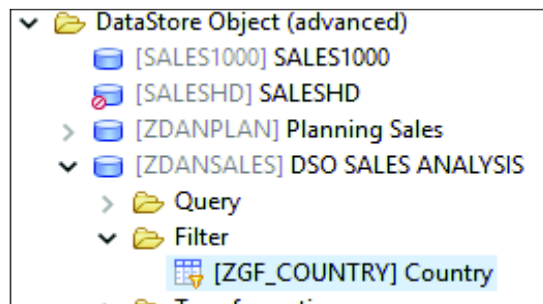 DataStore Object (advanced)
[SALES1000] SALES1000
[SALESHD] SALESHD
[ZDANPLAN] Planning Sales
[ZDANSALES] DSO SALES ANALYSIS
Query
Filter
[ZGF_COUNTRY] Country